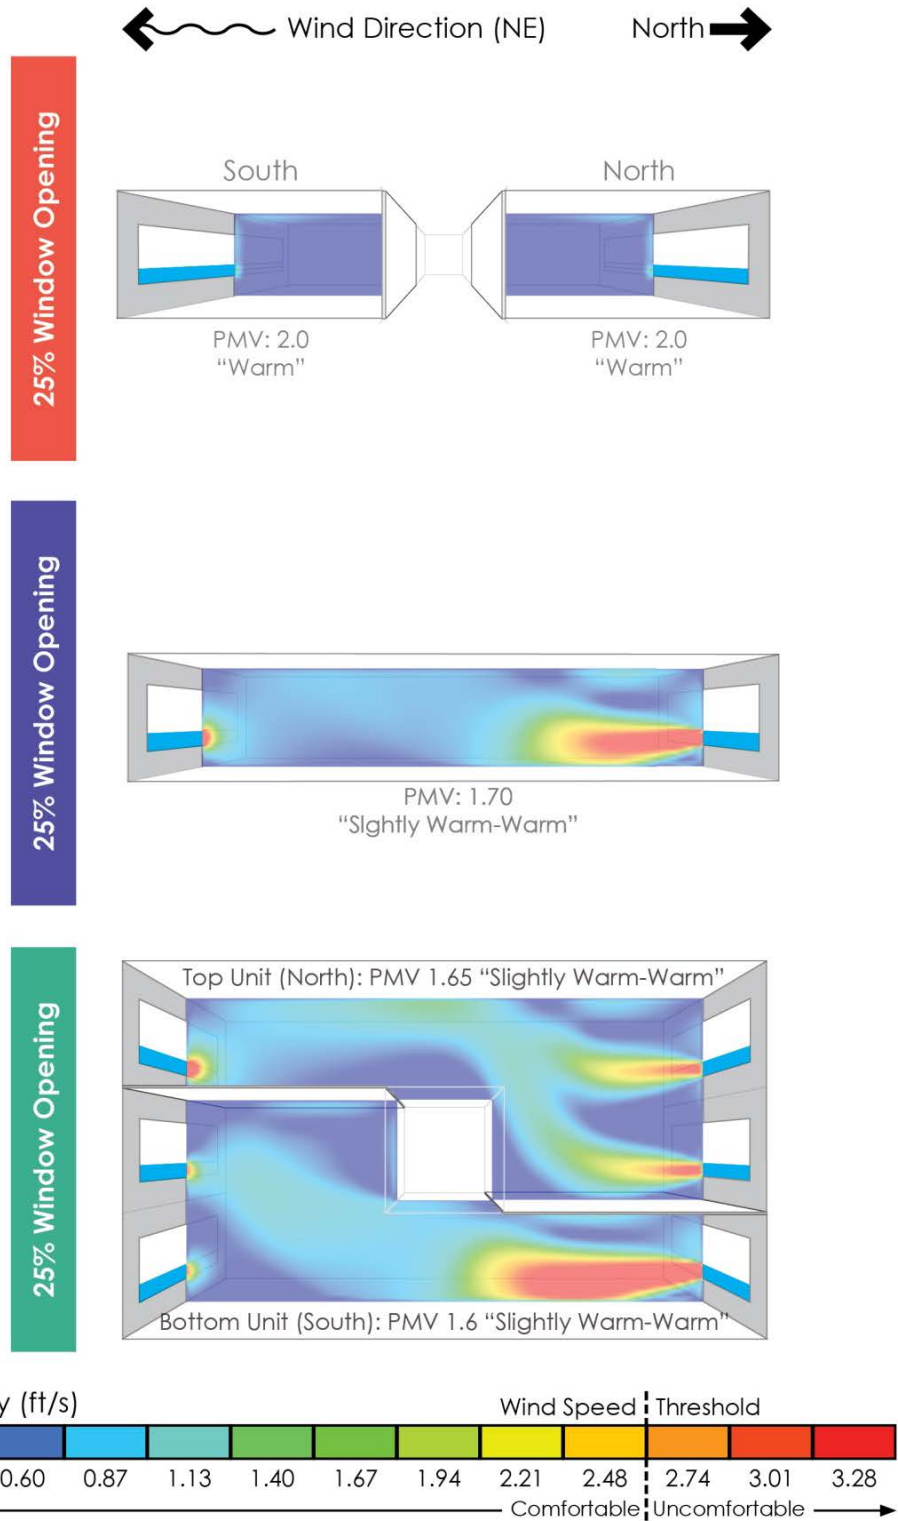 Wind Direction (NE)
North
25% Window Opening
South
North
PMV: 2.0
“Warm”
PMV: 2.0
“Warm”
25% Window Opening
PMV: 1.70
“Slghtly Warm-Warm”
25% Window Opening
Top Unit (North): PMV 1.65 “Slightly Warm-Warm”
Bottom Unit (South): PMV 1.6 “Slightly Warm-Warm”
y (ft/s)
Wind Speed Threshold
0.60 0.87 1.13 1.40 1.67 1.94 2.21 2.48 2.74 3.01 3.28
Comfortable Uncomfortable